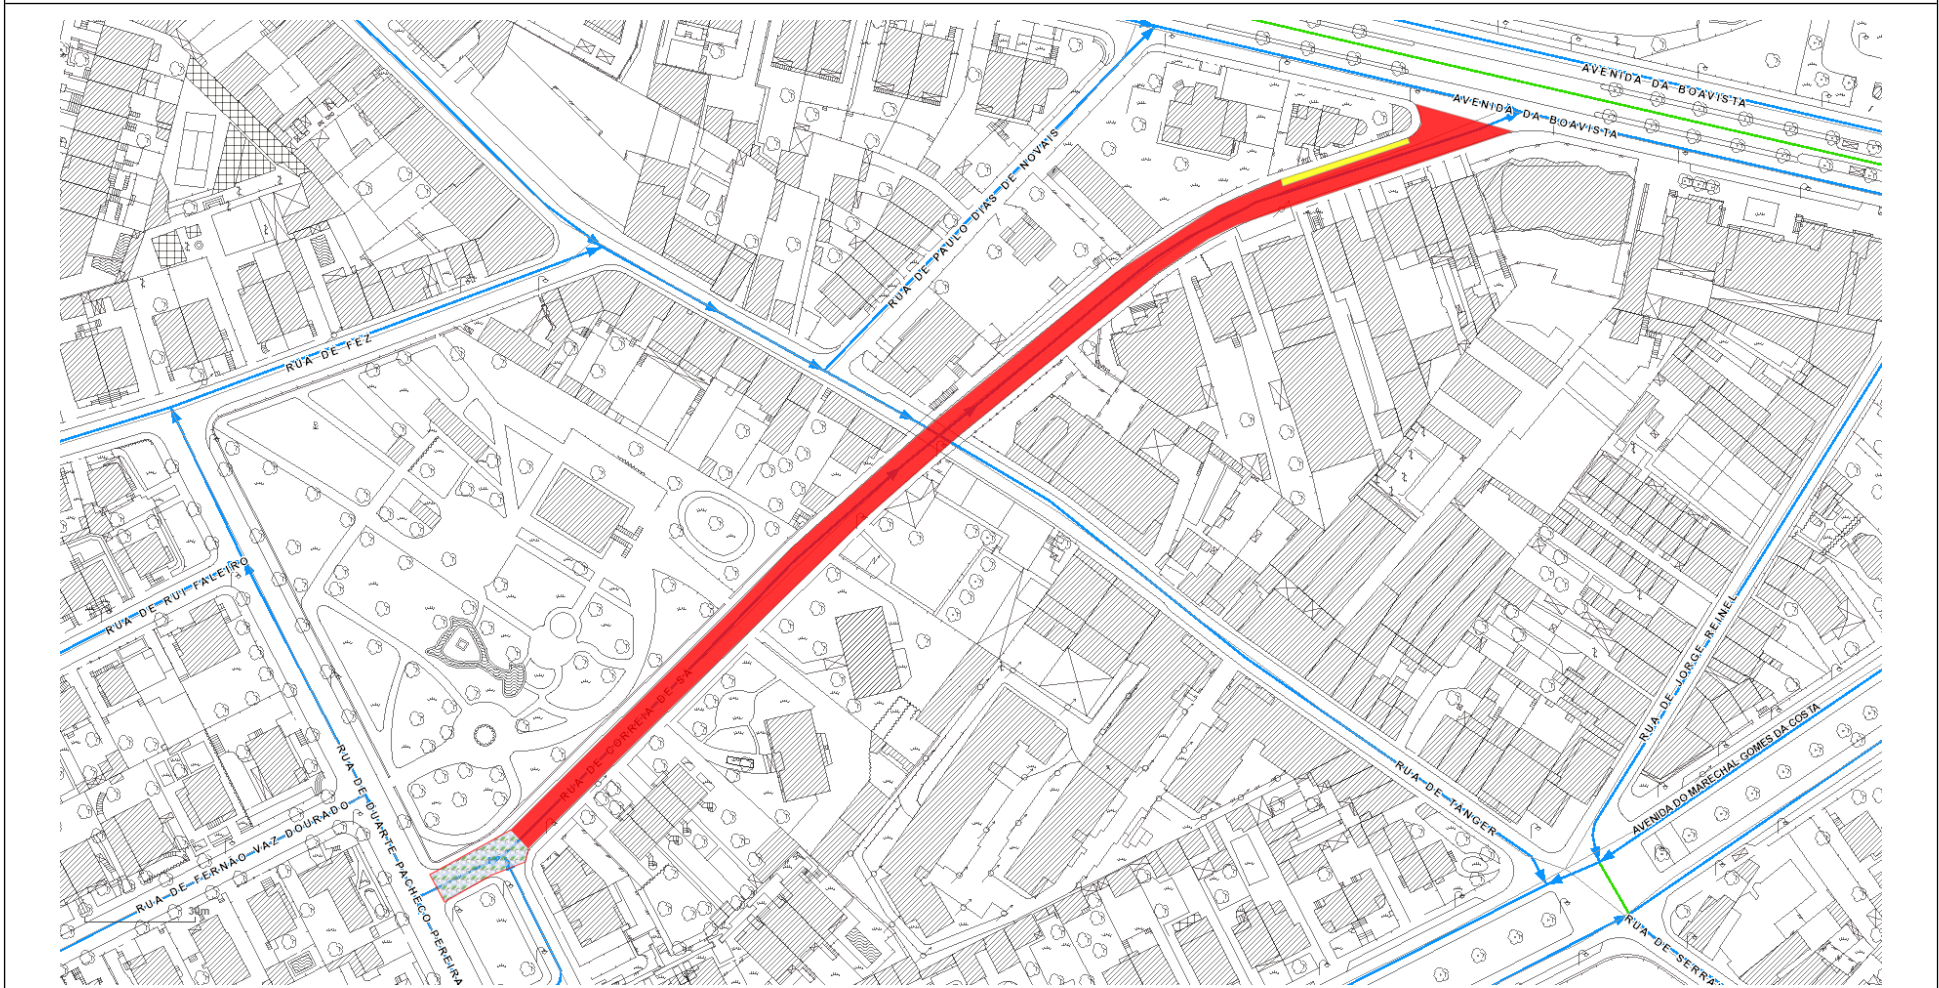 AVENIDA DA BOAVISTA
AVENIDA DA BOAVISTA
RUA DE PAULO DIAS DE NOVAIS
RUA DE FEZ
RUA DE RUI FALEIRO
RUA DE CORREIA DE SÁ
RUA DE JORGE REINEL
AVENIDA DO MARECHAL GOMES DA COSTA
RUA DE TANGER
RUA DE DUARTE PACHECO PEREIRA
RUA DE FERNÃO VAZ DOURADO
30m
RUA DE SERRA